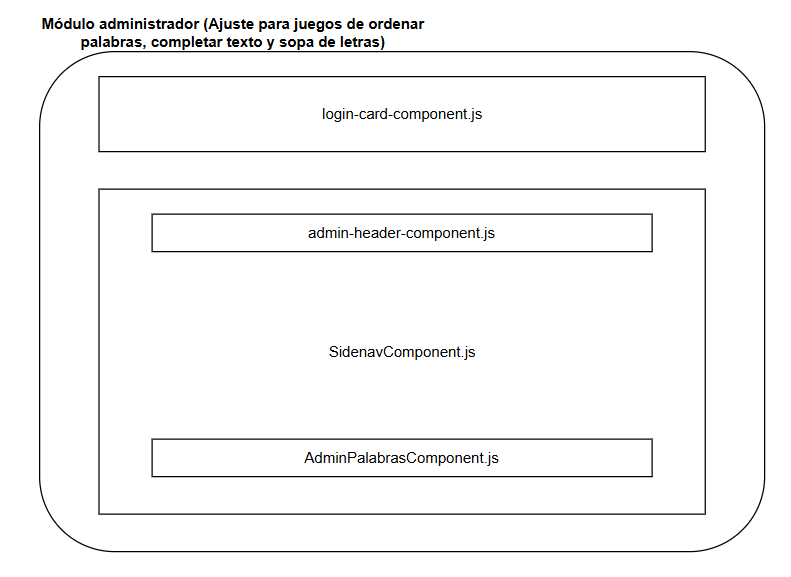 Módulo administrador (Ajuste para juegos de ordenar
palabras, completar texto y sopa de letras)
login-card-component.js
admin-header-component.js
SidenavComponent.js
AdminPalabrasComponent.js